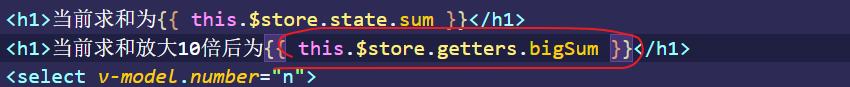 <h1>当前求和为{{ this.$store.state.sum }}</h1>
<h1>当前求和放大10倍后为{{ this.$store.getters.bigSum }}</h1>
<select v-model.number="n">